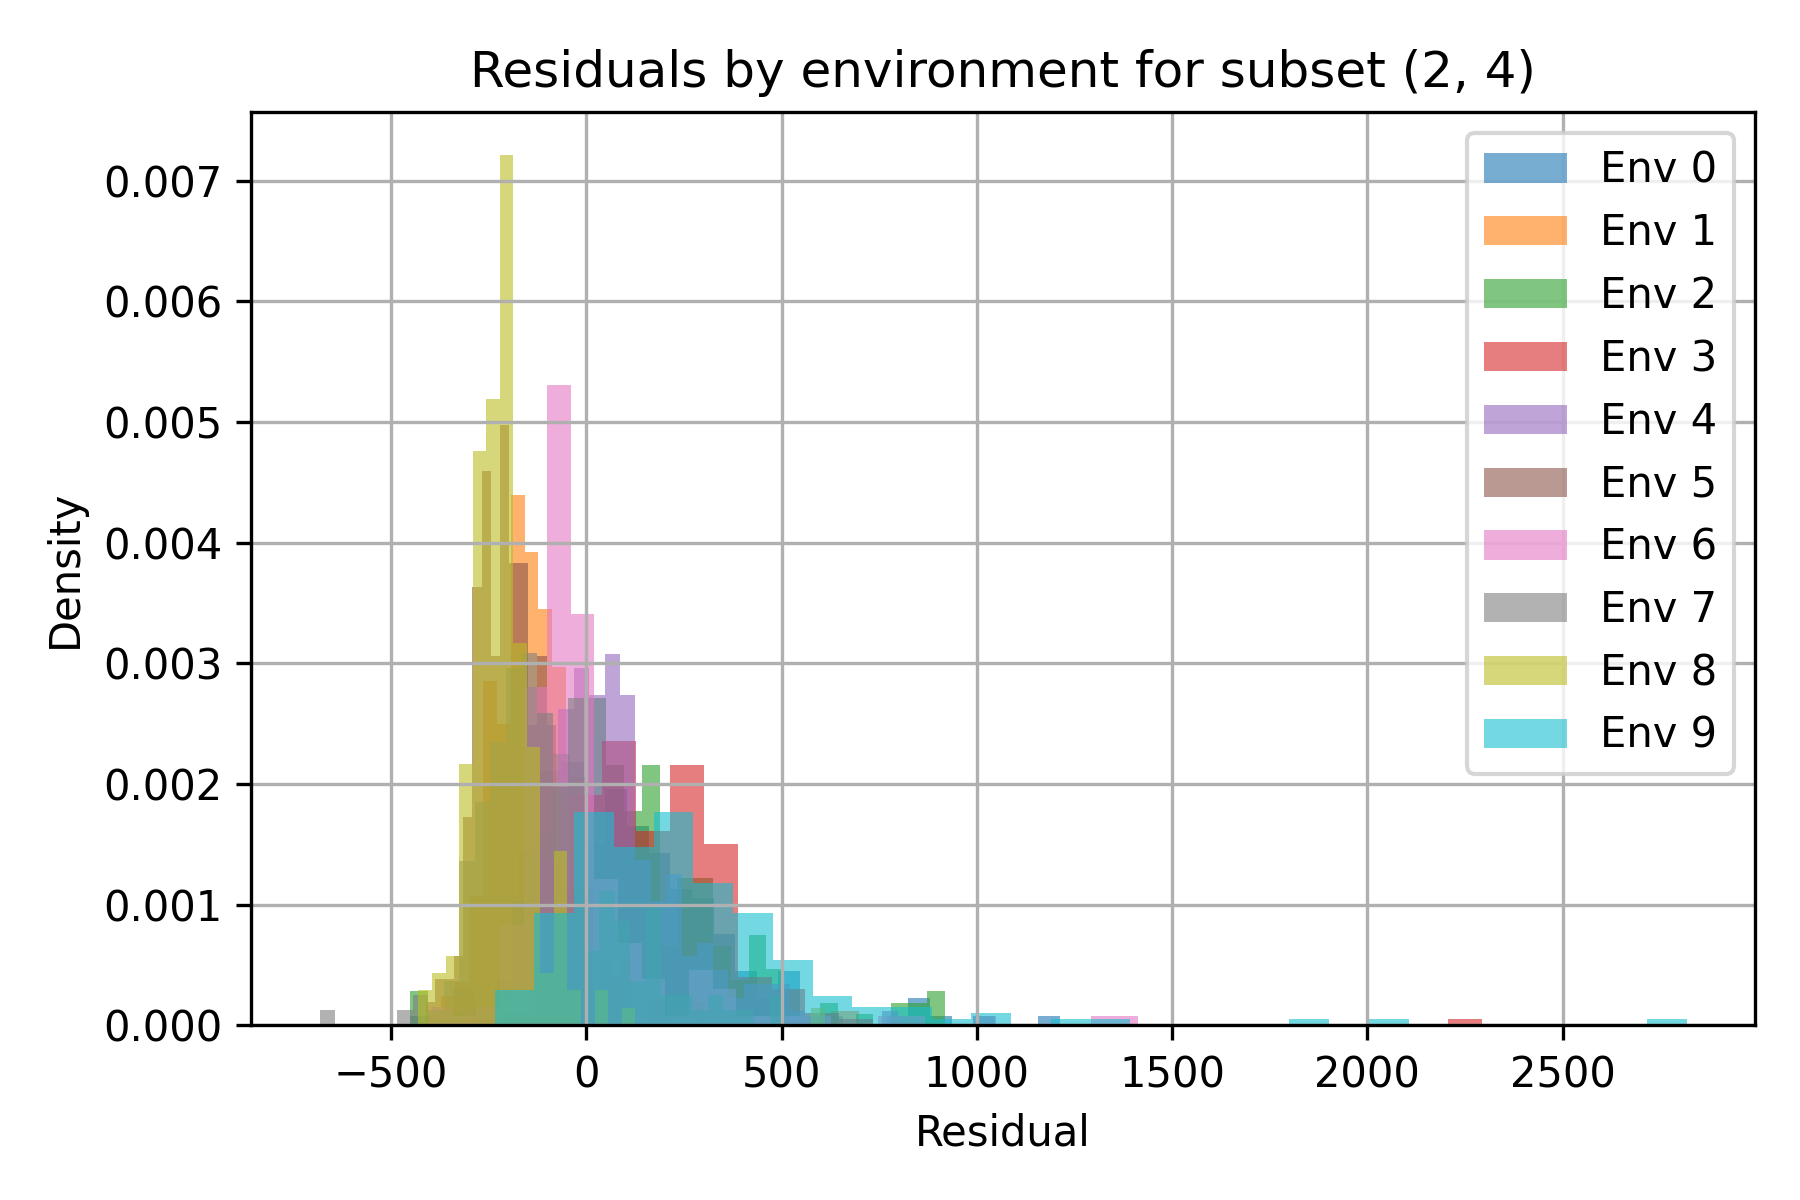 Residuals by environment for subset (2, 4)
0.007
0.006
0.005
0.004
0.003
0.002
0.001
0.000
Density
−500
0
500
1000
1500
2000
2500
Residual
Env 0
Env 1
Env 2
Env 3
Env 4
Env 5
Env 6
Env 7
Env 8
Env 9